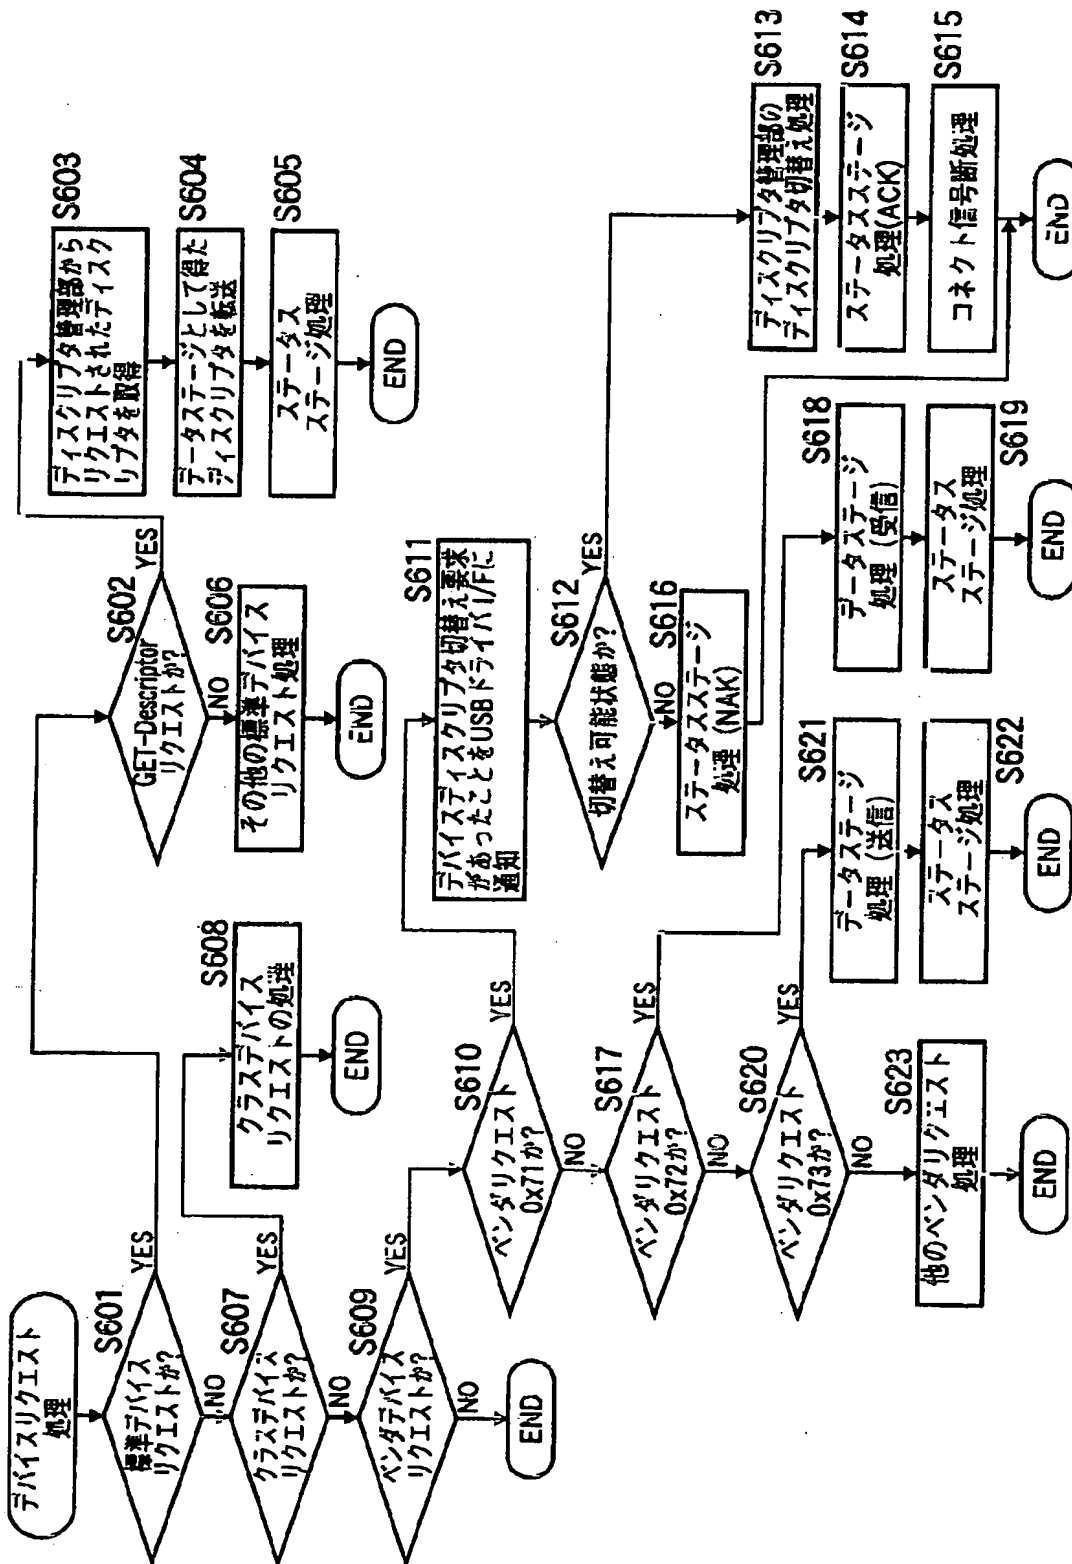 デバイスリクエスト
処理
S601
標準デバイス
リクエストか?
YES
NO
S602
GET-Descriptor
リクエストか?
YES
NO
S603
ディスクリプタ管理部から
リクエストされたディスク
リプタを取得
S604
データステージとして得た
ディスクリプタを転送
S605
ステータス
ステージ処理
END
S606
その他の標準デバイス
リクエスト処理
END
S607
クラスデバイス
リクエストか?
YES
NO
S608
クラスデバイス
リクエストの処理
END
S609
ベンダデバイス
リクエストか?
YES
NO
END
S610
ベンダリクエスト
0x71か?
YES
NO
S611
デバイスディスクリプタ切替え要求
があったことをUSBドライバI/Fに
通知
S612
切替え可能状態か?
YES
NO
S613
ディスクリプタ管理部の
ディスクリプタ切替え処理
S614
ステータスステージ
処理(ACK)
S615
コネクト信号断処理
END
S616
ステータスステージ
処理(NAK)
S617
ベンダリクエスト
0x72か?
YES
NO
S618
データステージ
処理(受信)
S619
ステータス
ステージ処理
END
S620
ベンダリクエスト
0x73か?
YES
NO
S621
データステージ
処理(送信)
S622
ステータス
ステージ処理
END
S623
他のベンダリクエスト
処理
END